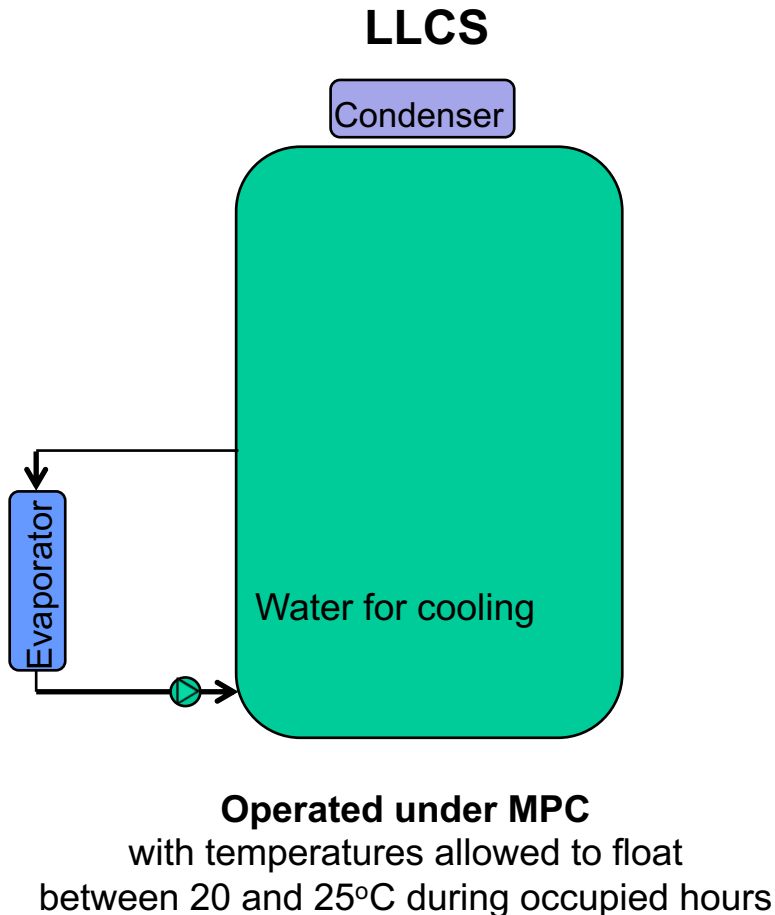 LLCS
Condenser
Evaporator
Water for cooling
Operated under MPC
with temperatures allowed to float
between 20 and 25°C during occupied hours